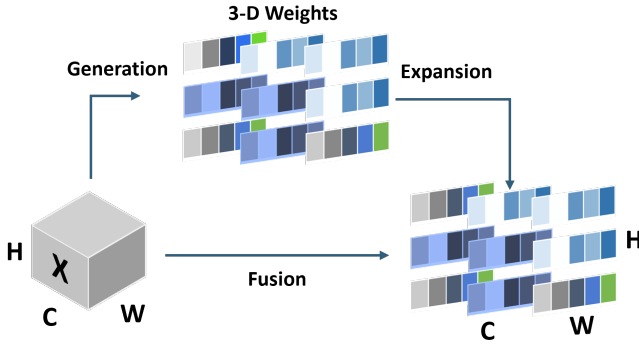 3-D Weights
Generation
Expansion
H
X
C
W
Fusion
H
C
W